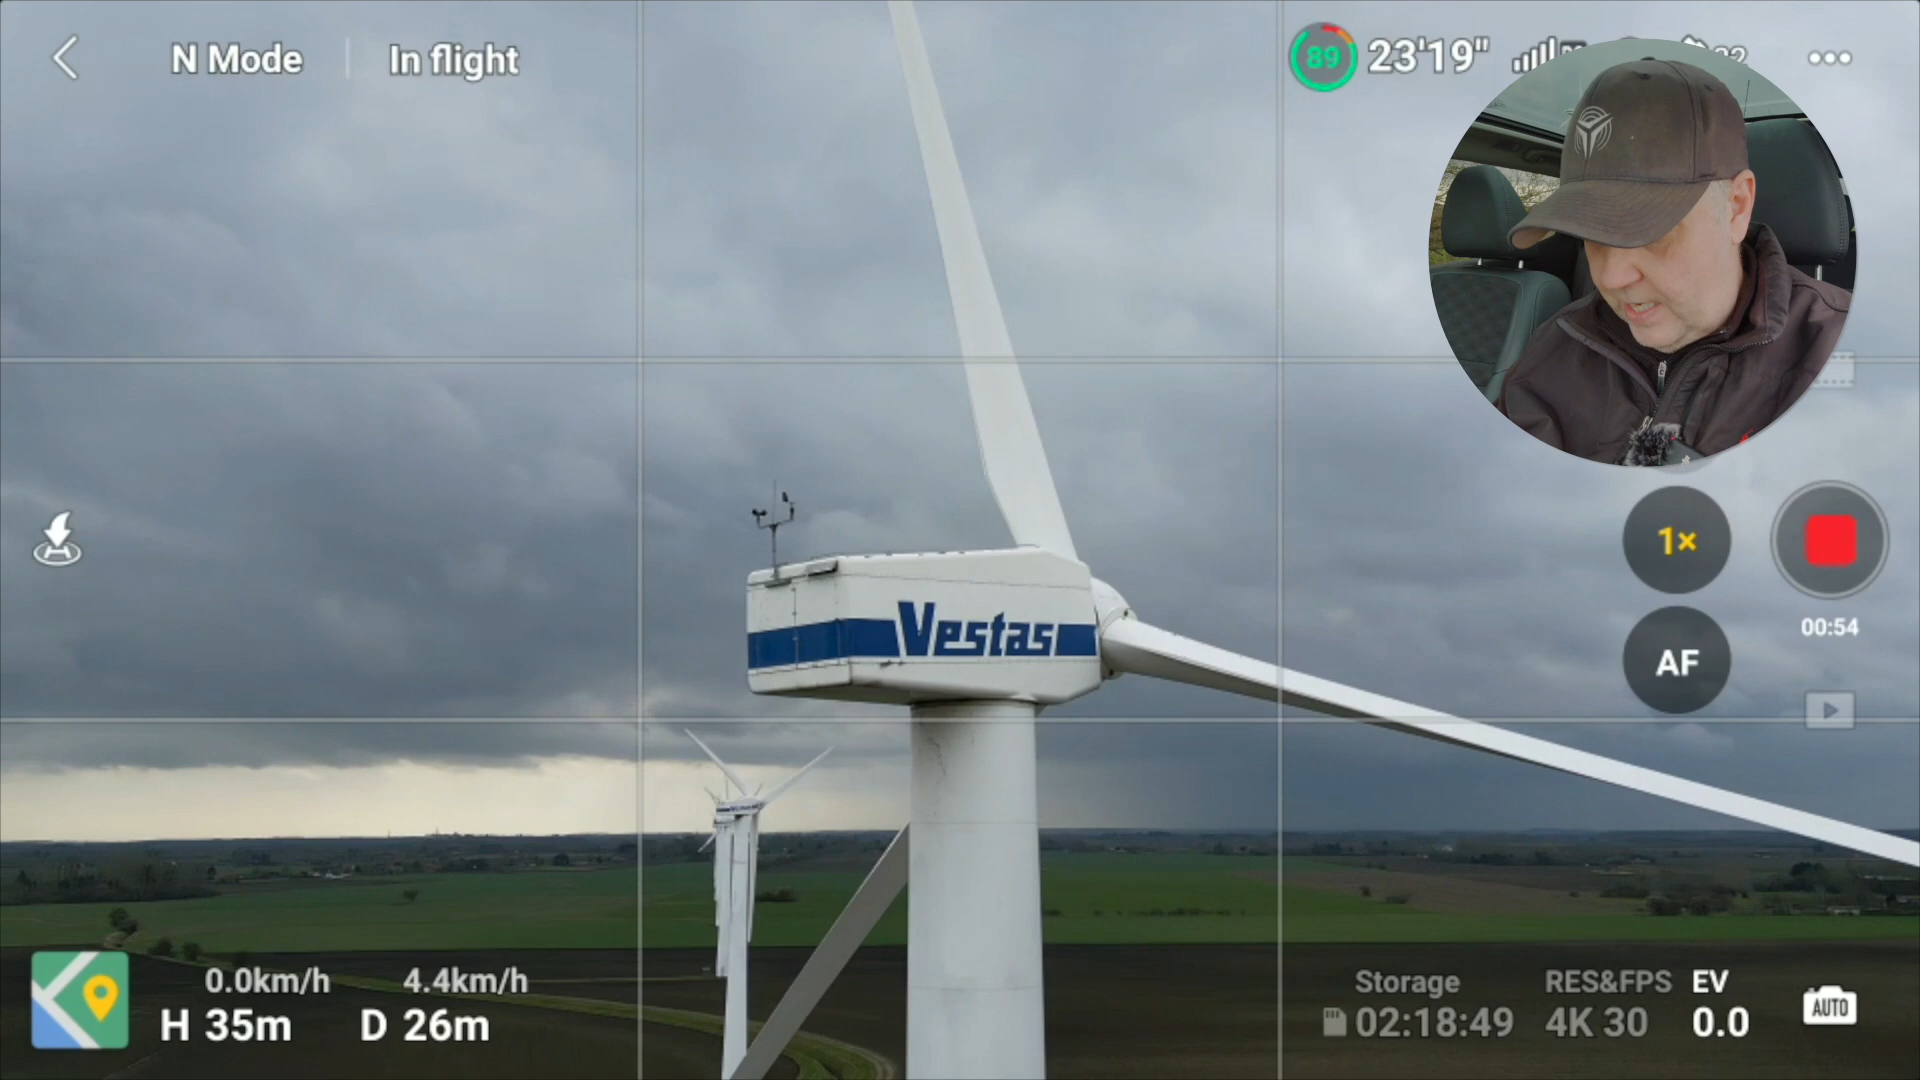 N Mode
In flight
89
23'19"
22
1×
00:54
AF
Vestas
0.0km/h
4.4km/h
H 35m
D 26m
Storage
RES&FPS
EV
02:18:49
4K 30
0.0
AUTO